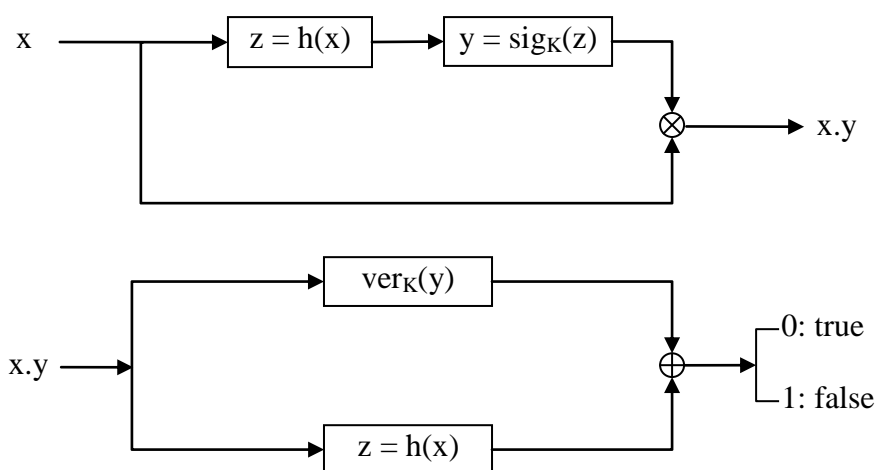 x
z = h(x)
y = sig_K(z)
x.y
ver_K(y)
x.y
0: true
1: false
z = h(x)